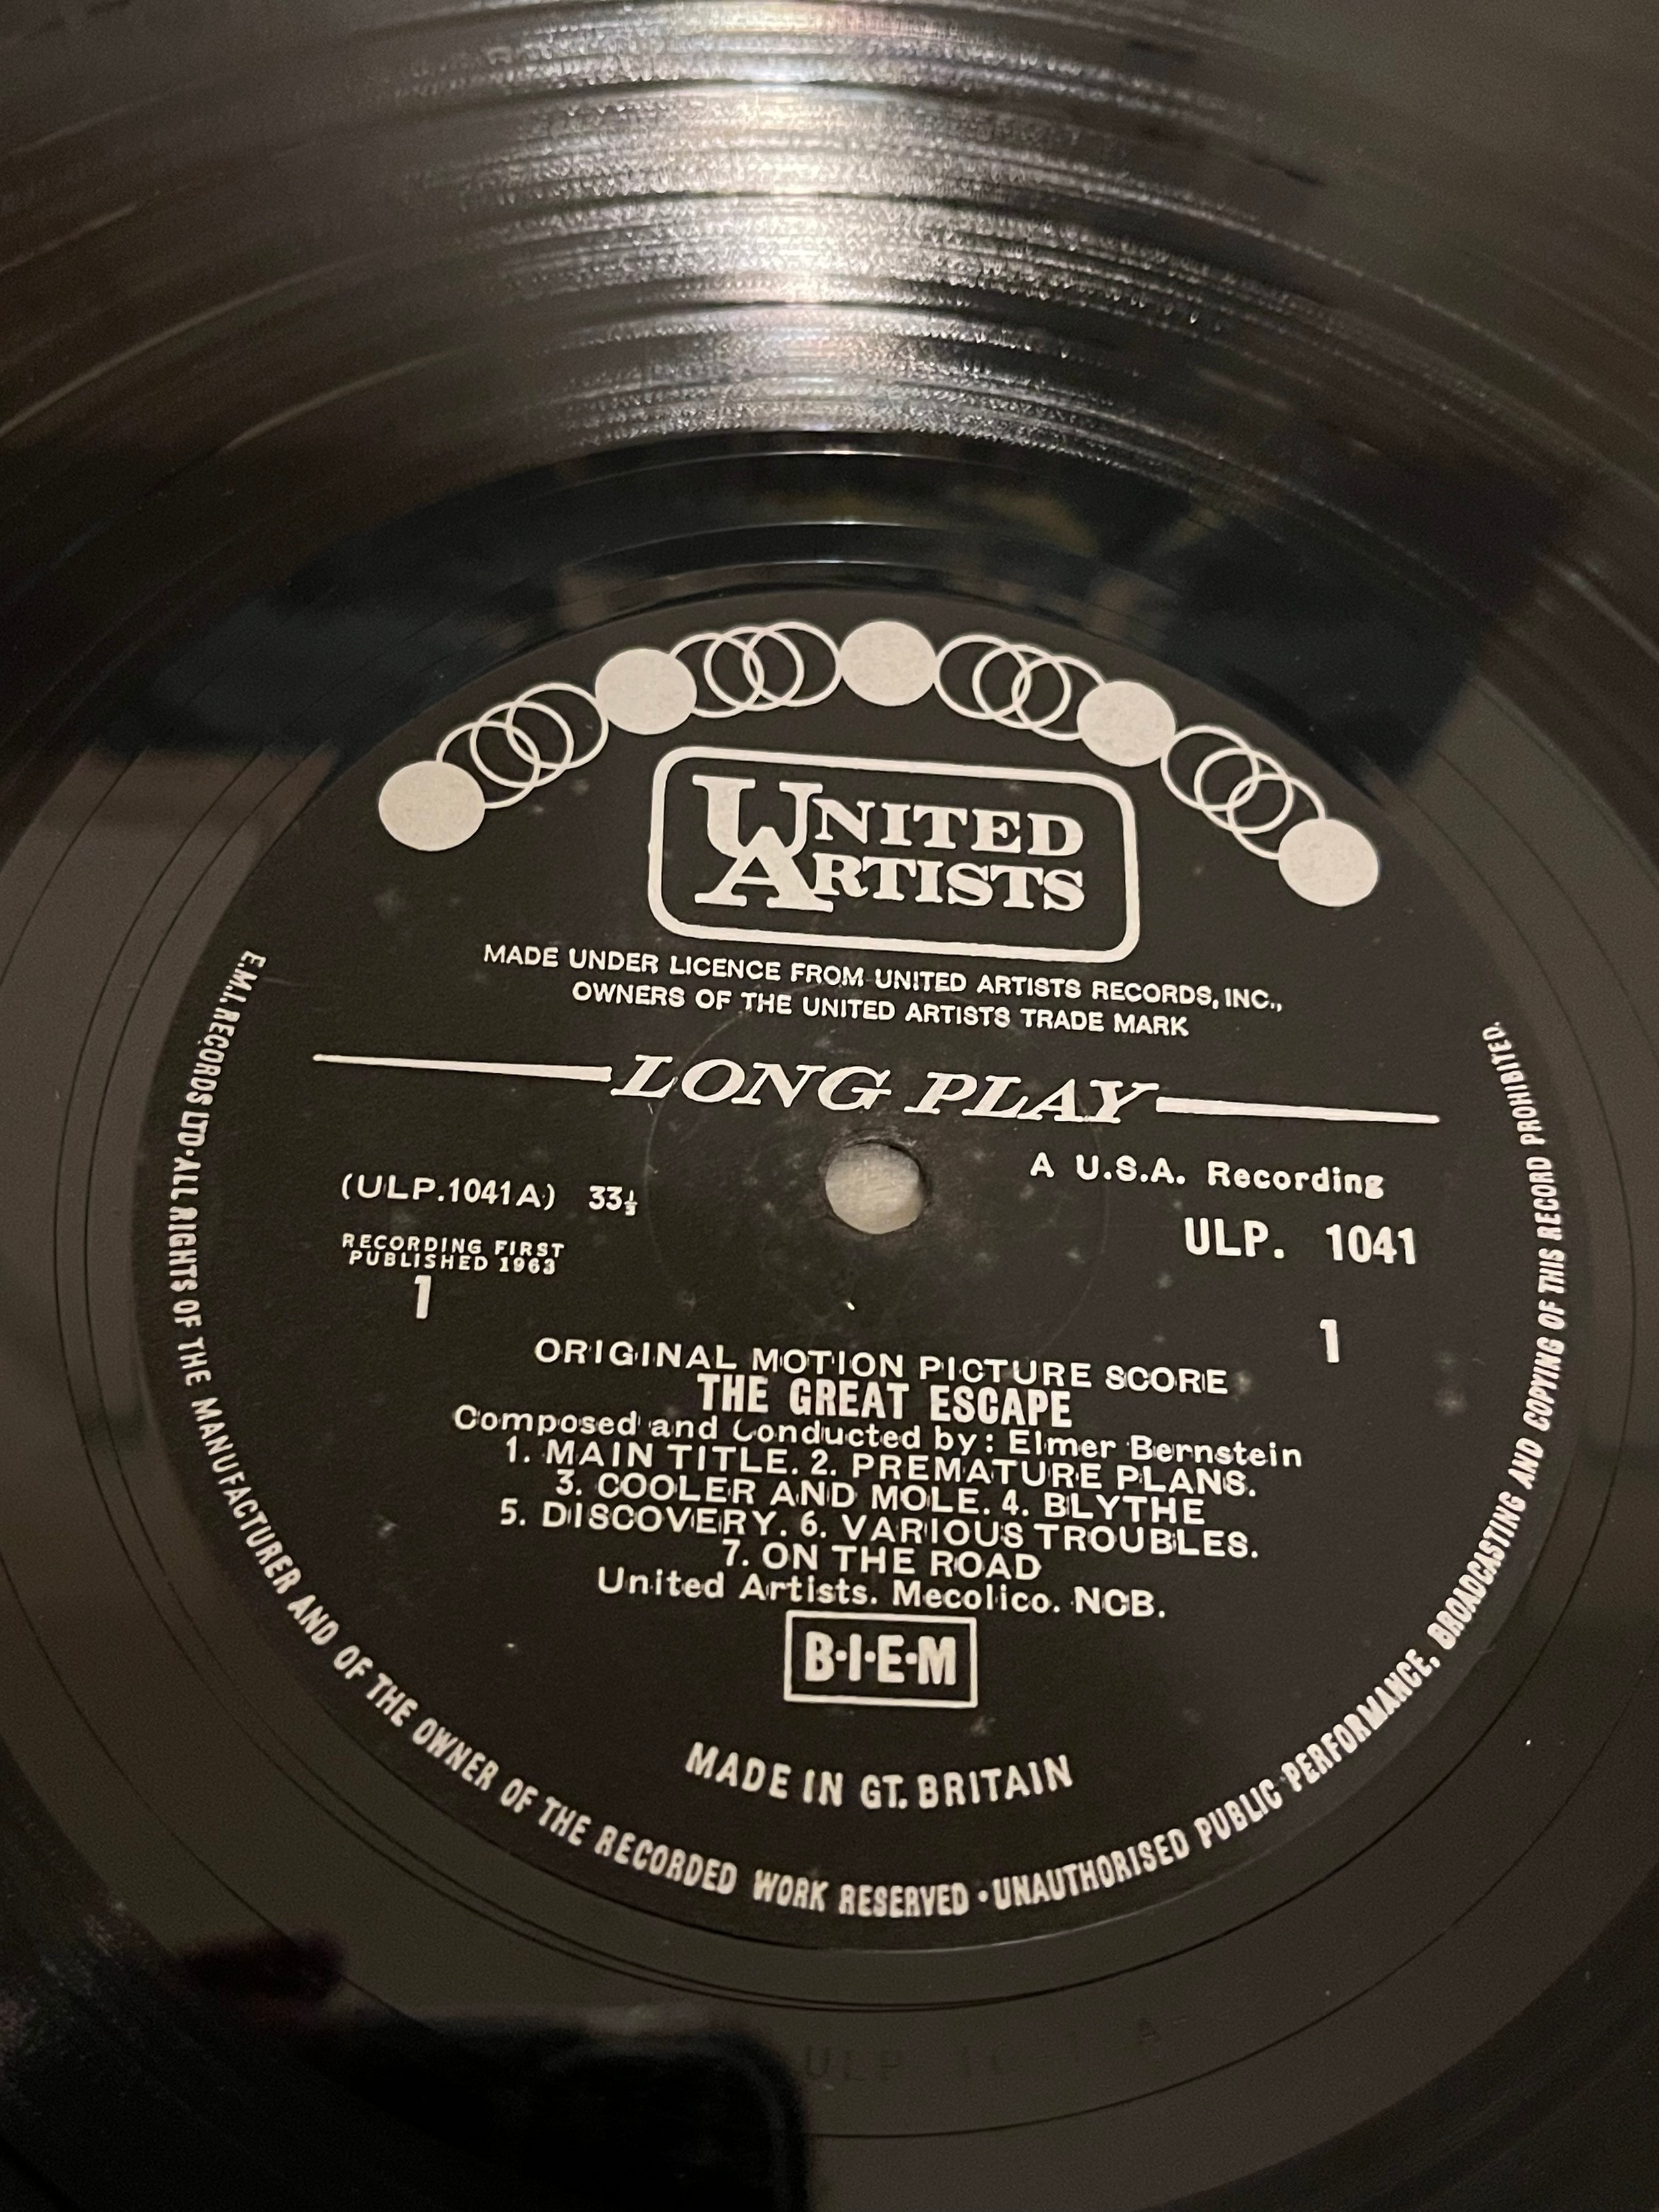 UNITED
ARTISTS
MADE UNDER LICENCE FROM UNITED ARTISTS RECORDS, INC.,
OWNERS OF THE UNITED ARTISTS TRADE MARK
LONG PLAY
A U.S.A. Recording
(ULP.1041A) 33⅓
ULP. 1041
RECORDING FIRST
PUBLISHED 1963
1
1
ORIGINAL MOTION PICTURE SCORE
THE GREAT ESCAPE
Composed and Conducted by: Elmer Bernstein
1. MAIN TITLE. 2. PREMATURE PLANS.
3. COOLER AND MOLE. 4. BLYTHE
5. DISCOVERY. 6. VARIOUS TROUBLES.
7. ON THE ROAD
United Artists. Mecolico. NCB.
B·I·E·M
MADE IN GT. BRITAIN
E.M.I. RECORDS LTD·ALL RIGHTS OF THE MANUFACTURER AND OF THE OWNER OF THE RECORDED WORK RESERVED·UNAUTHORISED PUBLIC PERFORMANCE, BROADCASTING AND COPYING OF THIS RECORD PROHIBITED.
ULP